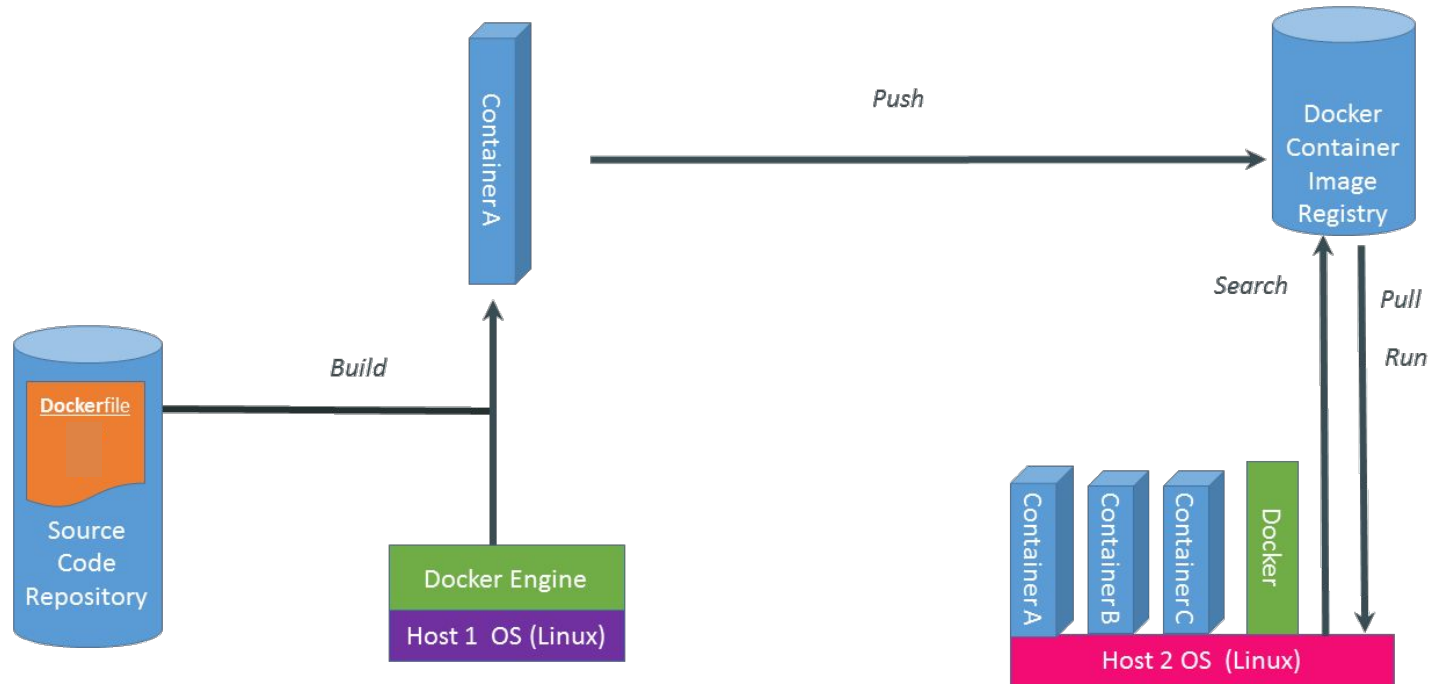 Container A
Push
Docker
Container
Image
Registry
Search
Pull
Run
Build
Dockerfile
Source
Code
Repository
Docker Engine
Host 1 OS (Linux)
Container A
Container B
Container C
Docker
Host 2 OS (Linux)